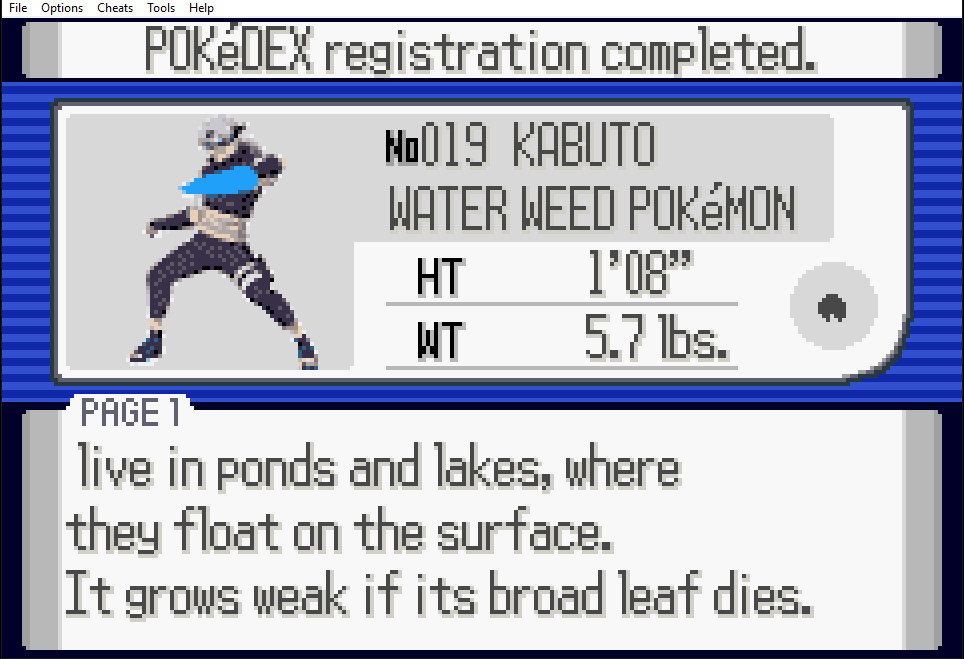 File Options Cheats Tools Help
POKéDEX registration completed.
No019 KABUTO
WATER WEED POKéMON
HT 1'08"
WT 5.7 lbs.
PAGE 1
live in ponds and lakes, where
they float on the surface.
It grows weak if its broad leaf dies.